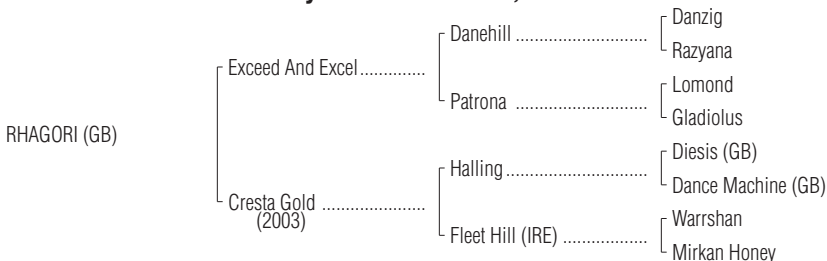 Danzig
Danehill ............................
Razyana
Exceed And Excel..............
Lomond
Patrona ............................
Gladiolus
RHAGORI (GB)
Diesis (GB)
Halling..............................
Dance Machine (GB)
Cresta Gold ......................
(2003)
Warrshan
Fleet Hill (IRE) ..................
Mirkan Honey